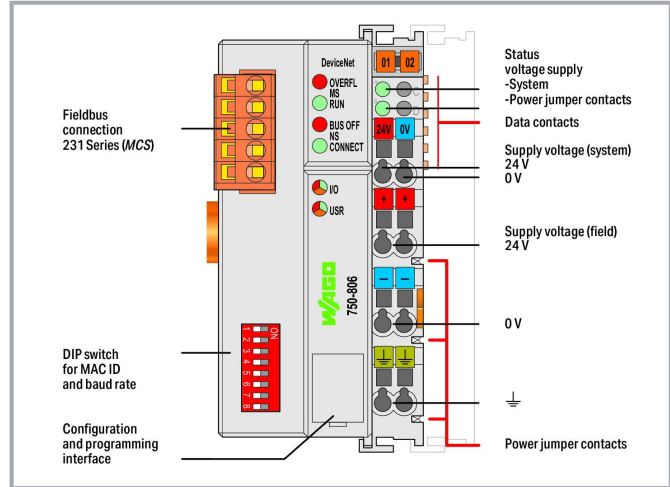 Fieldbus
connection
231 Series (MCS)
DIP switch
for MAC ID
and baud rate
Configuration
and programming
interface
DeviceNet
OVERFL
MS
RUN
BUS OFF
NS
CONNECT
I/O
USR
WAGO
750-806
ON
1 2 3 4 5 6 7 8
01 02
24V 0V
+ +
− −
Status
voltage supply
-System
-Power jumper contacts
Data contacts
Supply voltage (system)
24 V
0 V
Supply voltage (field)
24 V
0 V
Power jumper contacts